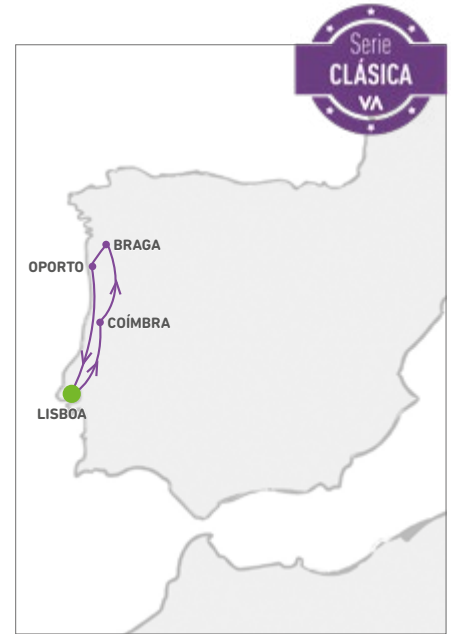 Serie
CLÁSICA
VA
BRAGA
OPORTO
COÍMBRA
LISBOA